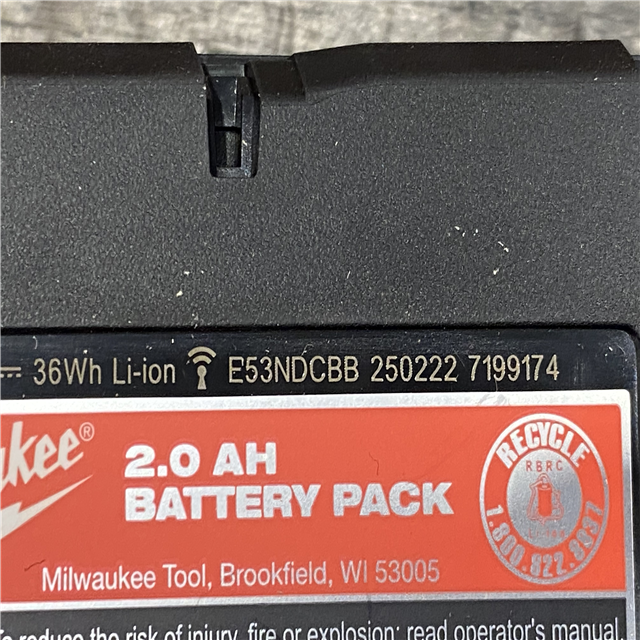 36Wh Li-ion E53NDCBB 250222 7199174
ukee®
2.0 AH
BATTERY PACK
Milwaukee Tool, Brookfield, WI 53005
RECYCLE
RBRC
1.800.822.8837
To reduce the risk of injury, fire or explosion: read operator's manual